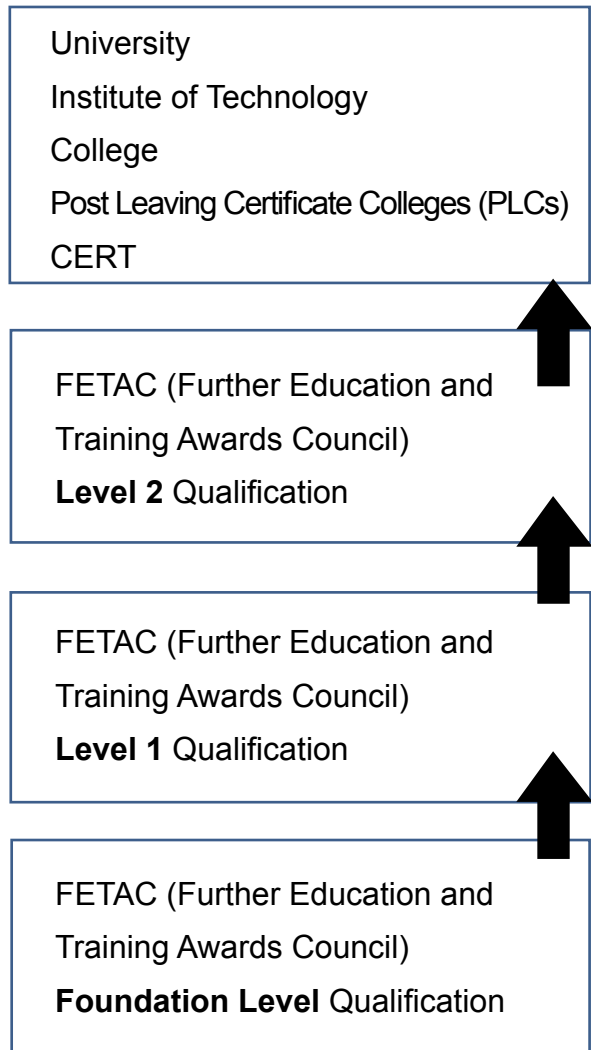 University
Institute of Technology
College
Post Leaving Certificate Colleges (PLCs)
CERT
FETAC (Further Education and
Training Awards Council)
Level 2 Qualification
FETAC (Further Education and
Training Awards Council)
Level 1 Qualification
FETAC (Further Education and
Training Awards Council)
Foundation Level Qualification